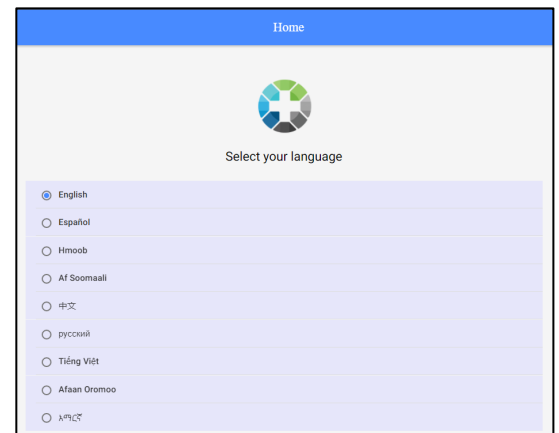 Home
Select your language
English
Español
Hmoob
Af Soomaali
中文
русский
Tiếng Việt
Afaan Oromoo
አማርኛ